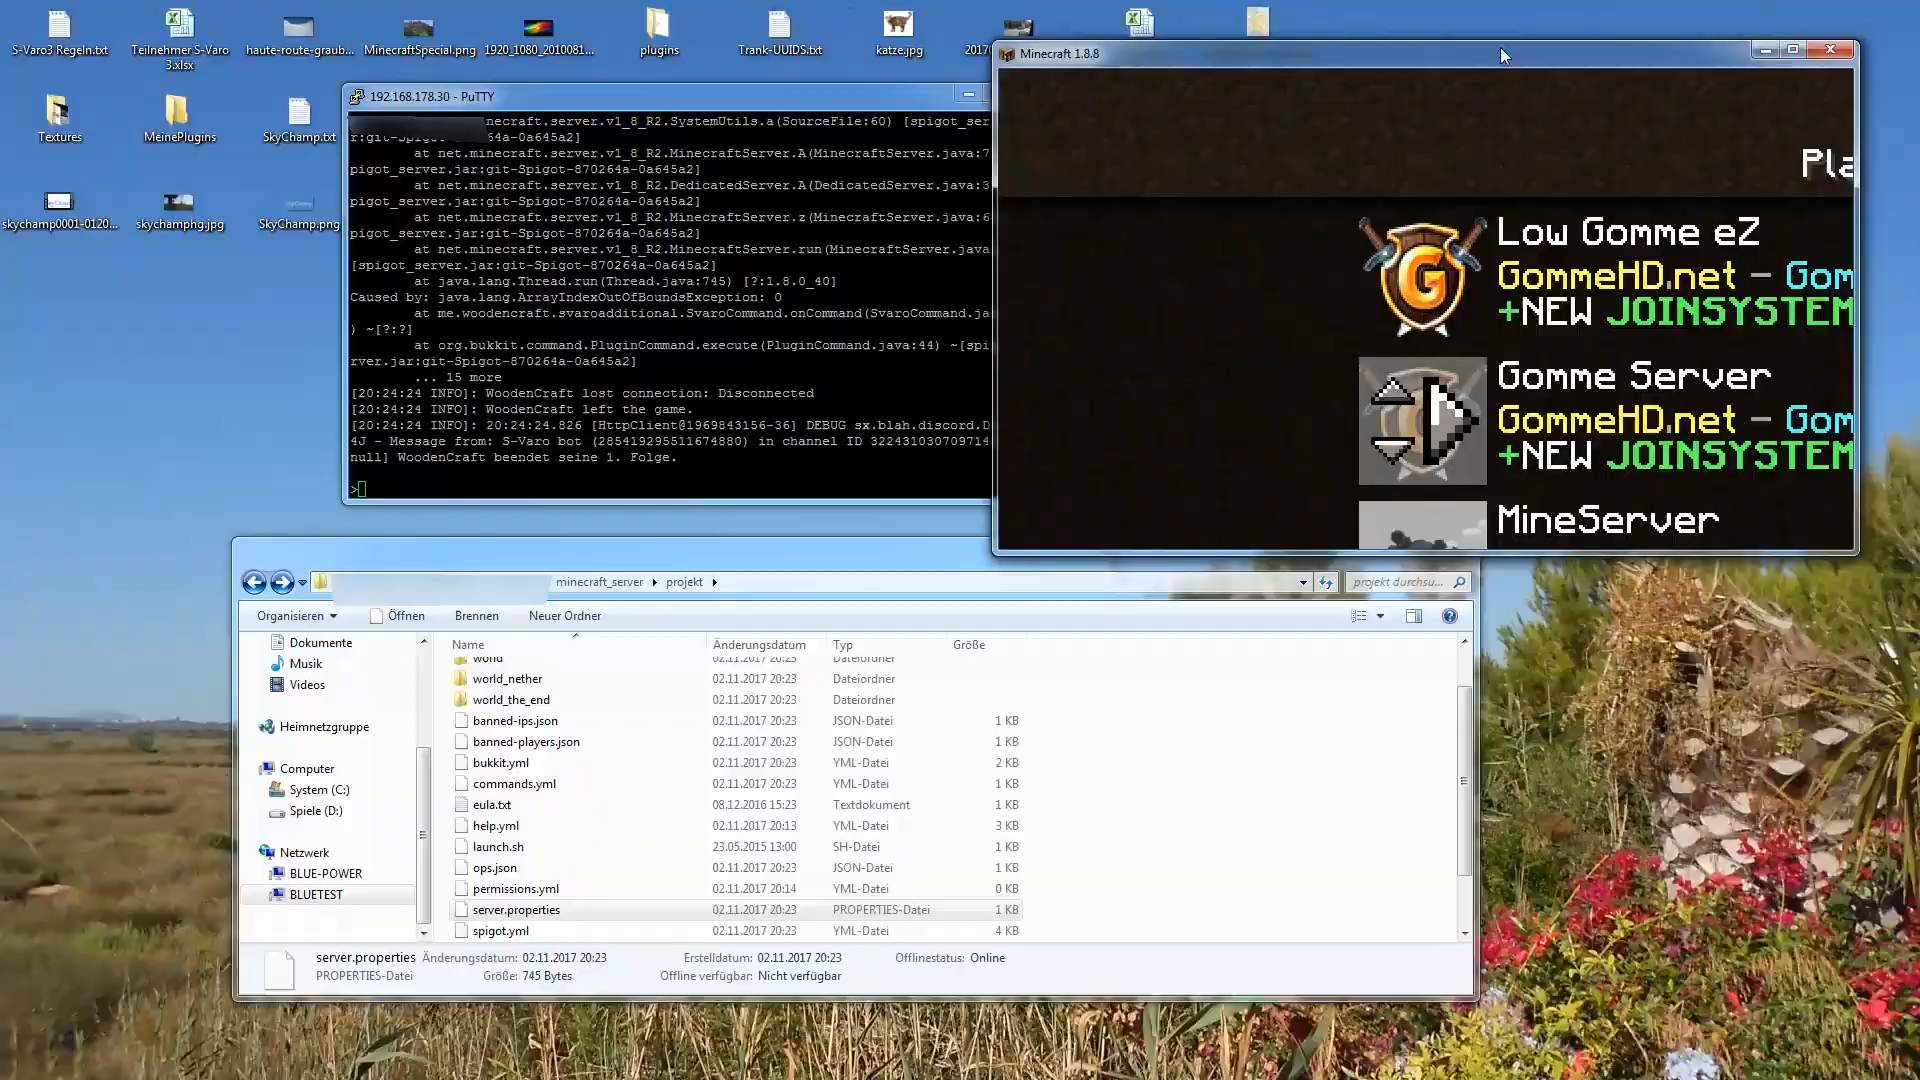 S-Varo3 Regeln.txt
Teilnehmer S-Varo 3.xlsx
haute-route-graub...
MinecraftSpecial.png
1920_1080_2010081...
plugins
Trank-UUIDS.txt
katze.jpg
2017
Textures
MeinePlugins
SkyChamp.txt
skychamp0001-0120...
skychamphg.jpg
SkyChamp.png
192.168.178.30 - PuTTY
necraft.server.v1_8_R2.SystemUtils.a(SourceFile:60) [spigot_ser
r:git-Spigot-870264a-0a645a2]
at net.minecraft.server.v1_8_R2.MinecraftServer.A(MinecraftServer.java:7
pigot_server.jar:git-Spigot-870264a-0a645a2]
at net.minecraft.server.v1_8_R2.DedicatedServer.A(DedicatedServer.java:3
pigot_server.jar:git-Spigot-870264a-0a645a2]
at net.minecraft.server.v1_8_R2.MinecraftServer.z(MinecraftServer.java:6
pigot_server.jar:git-Spigot-870264a-0a645a2]
at net.minecraft.server.v1_8_R2.MinecraftServer.run(MinecraftServer.java
[spigot_server.jar:git-Spigot-870264a-0a645a2]
at java.lang.Thread.run(Thread.java:745) [?:1.8.0_40]
Caused by: java.lang.ArrayIndexOutOfBoundsException: 0
at me.woodencraft.svaroadditional.SvaroCommand.onCommand(SvaroCommand.ja
) ~[?:?]
at org.bukkit.command.PluginCommand.execute(PluginCommand.java:44) ~[spi
rver.jar:git-Spigot-870264a-0a645a2]
... 15 more
[20:24:24 INFO]: WoodenCraft lost connection: Disconnected
[20:24:24 INFO]: WoodenCraft left the game.
[20:24:24 INFO]: 20:24:24.826 [HttpClient@1969843156-36] DEBUG sx.blah.discord.D
4J - Message from: S-Varo bot (285419295511674880) in channel ID 322431030709714
null] WoodenCraft beendet seine 1. Folge.
>
Minecraft 1.8.8
Pla
Low Gomme eZ
GommeHD.net - Gom
+NEW JOINSYSTEM
Gomme Server
GommeHD.net - Gom
+NEW JOINSYSTEM
MineServer
minecraft_server projekt
projekt durchsu...
Organisieren Öffnen Brennen Neuer Ordner
Dokumente
Musik
Videos
Heimnetzgruppe
Computer
System (C:)
Spiele (D:)
Netzwerk
BLUE-POWER
BLUETEST
Name Änderungsdatum Typ Größe
world 02.11.2017 20:23 Dateiordner
world_nether 02.11.2017 20:23 Dateiordner
world_the_end 02.11.2017 20:23 Dateiordner
banned-ips.json 02.11.2017 20:23 JSON-Datei 1 KB
banned-players.json 02.11.2017 20:23 JSON-Datei 1 KB
bukkit.yml 02.11.2017 20:23 YML-Datei 2 KB
commands.yml 02.11.2017 20:23 YML-Datei 1 KB
eula.txt 08.12.2016 15:23 Textdokument 1 KB
help.yml 02.11.2017 20:13 YML-Datei 3 KB
launch.sh 23.05.2015 13:00 SH-Datei 1 KB
ops.json 02.11.2017 20:23 JSON-Datei 1 KB
permissions.yml 02.11.2017 20:14 YML-Datei 0 KB
server.properties 02.11.2017 20:23 PROPERTIES-Datei 1 KB
spigot.yml 02.11.2017 20:23 YML-Datei 4 KB
server.properties Änderungsdatum: 02.11.2017 20:23 Erstelldatum: 02.11.2017 20:23 Offlinestatus: Online
PROPERTIES-Datei Größe: 745 Bytes Offline verfügbar: Nicht verfügbar